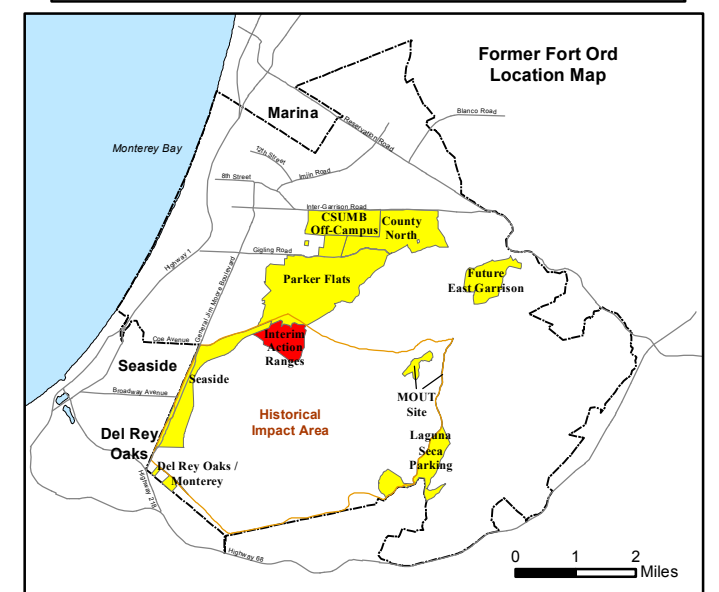 Former Fort Ord
Location Map
Marina
Blanco Road
Reservation Road
Monterey Bay
12th Street
Imjin Road
8th Street
Inter-Garrison Road
CSUMB
Off-Campus
County
North
Gigling Road
Highway 1
General Jim Moore Boulevard
Parker Flats
Future
East Garrison
Coe Avenue
Interim
Action
Ranges
Seaside
Seaside
Broadway Avenue
MOUT
Site
Historical
Impact Area
Del Rey
Oaks
Laguna
Seca
Parking
Del Rey Oaks /
Monterey
Highway 218
Highway 68
0 1 2
Miles